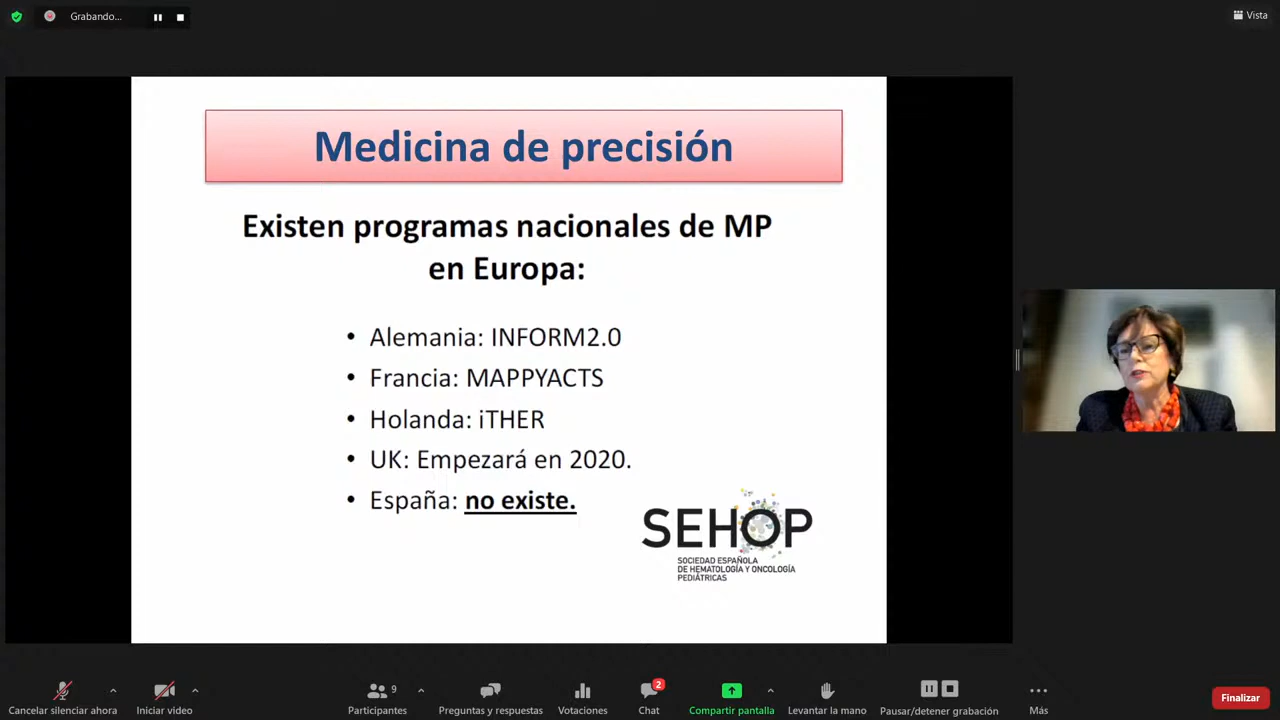 Grabando...
Vista
Medicina de precisión
Existen programas nacionales de MP
en Europa:
• Alemania: INFORM2.0
• Francia: MAPPYACTS
• Holanda: iTHER
• UK: Empezará en 2020.
• España: no existe.
SEHOP
SOCIEDAD ESPAÑOLA
DE HEMATOLOGÍA Y ONCOLOGÍA
PEDIÁTRICAS
Cancelar silenciar ahora
Iniciar video
9
Participantes
Preguntas y respuestas
Votaciones
2
Chat
Compartir pantalla
Levantar la mano
Pausar/detener grabación
Más
Finalizar